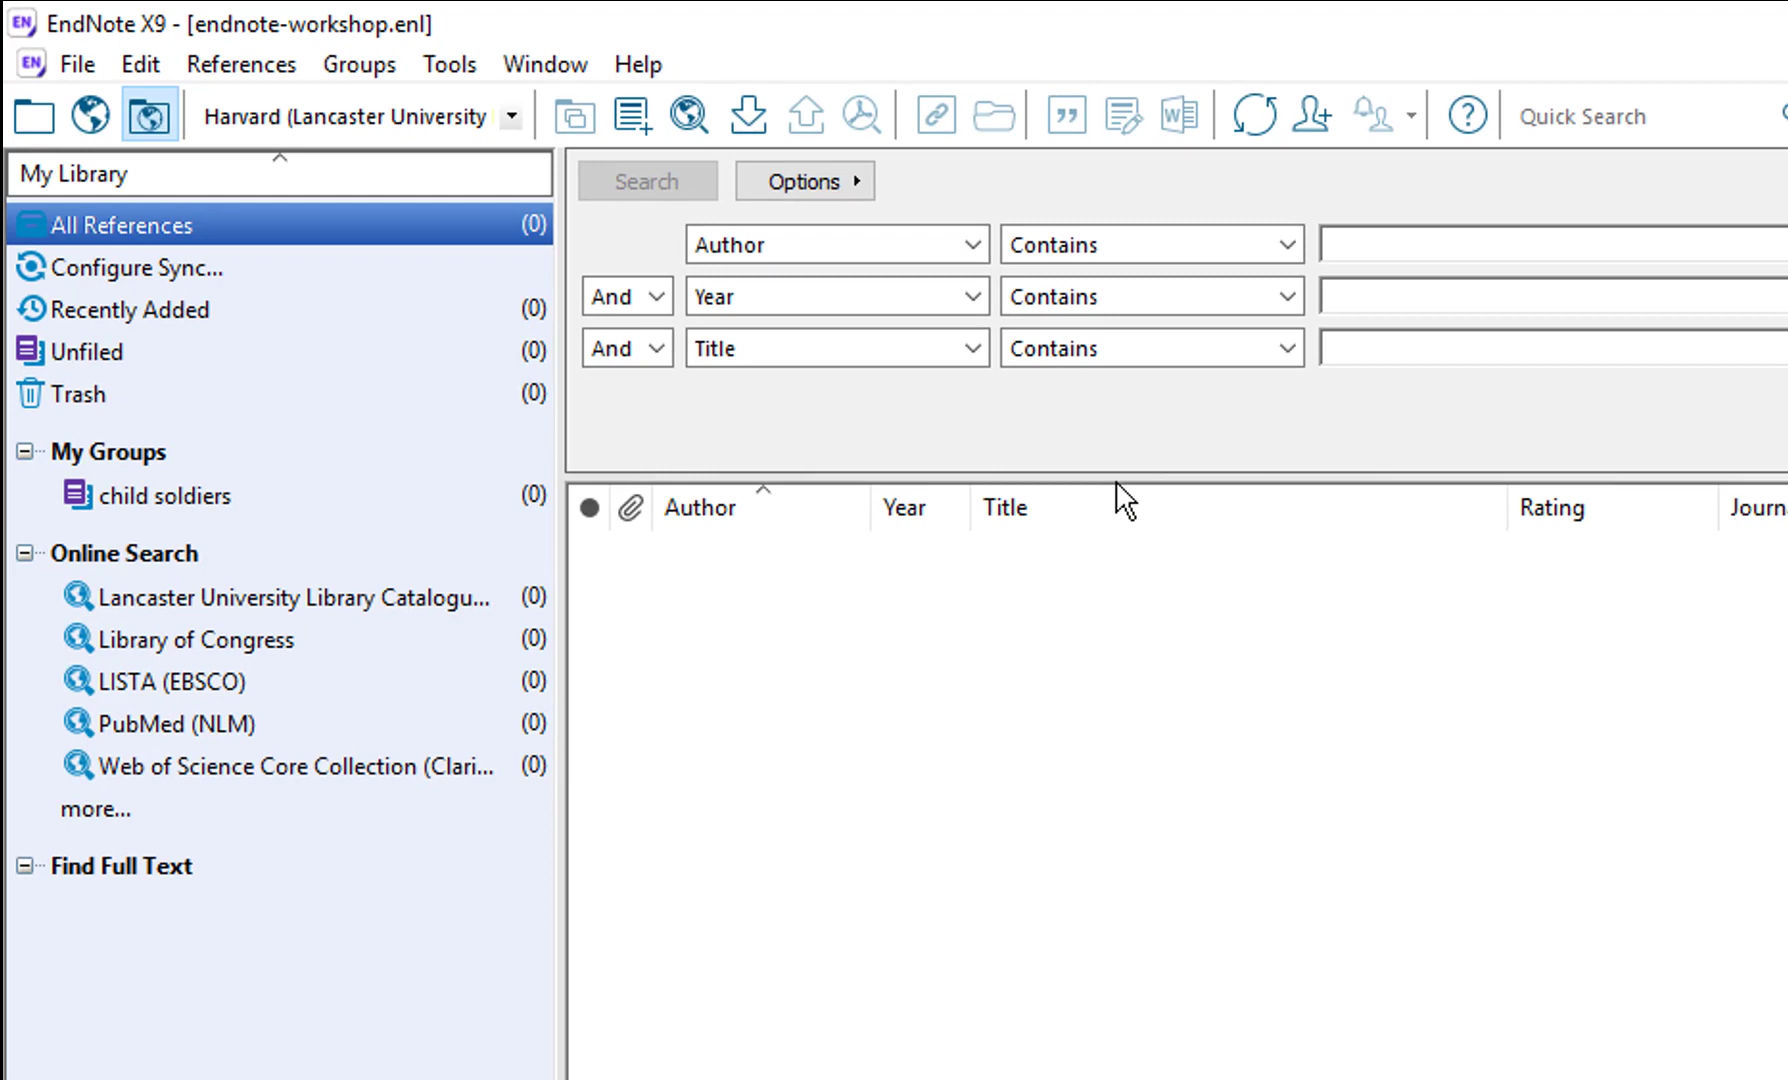 EndNote X9 - [endnote-workshop.enl]
File Edit References Groups Tools Window Help
Harvard (Lancaster University
Quick Search
My Library
All References (0)
Configure Sync...
Recently Added (0)
Unfiled (0)
Trash (0)
My Groups
child soldiers (0)
Online Search
Lancaster University Library Catalogu... (0)
Library of Congress (0)
LISTA (EBSCO) (0)
PubMed (NLM) (0)
Web of Science Core Collection (Clari... (0)
more...
Find Full Text
Search Options
Author Contains
And Year Contains
And Title Contains
Author Year Title Rating Journ